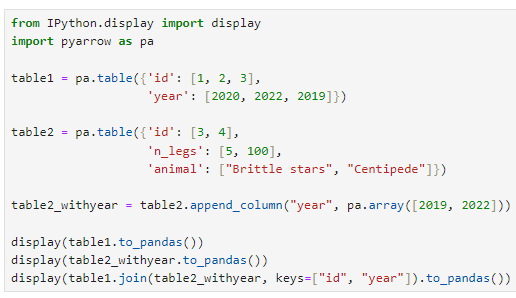 from IPython.display import display
import pyarrow as pa

table1 = pa.table({'id': [1, 2, 3],
                   'year': [2020, 2022, 2019]})

table2 = pa.table({'id': [3, 4],
                   'n_legs': [5, 100],
                   'animal': ["Brittle stars", "Centipede"]})

table2_withyear = table2.append_column("year", pa.array([2019, 2022]))

display(table1.to_pandas())
display(table2_withyear.to_pandas())
display(table1.join(table2_withyear, keys=["id", "year"]).to_pandas())